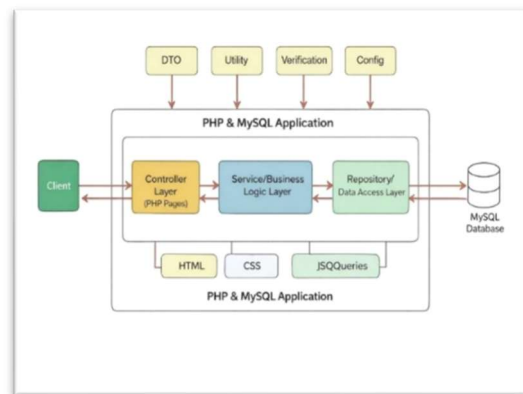 DTO
Utility
Verification
Config
PHP & MySQL Application
Client
Controller
Layer
(PHP Pages)
Service/Business
Logic Layer
Repository/
Data Access Layer
MySQL
Database
HTML
CSS
JSQQueries
PHP & MySQL Application